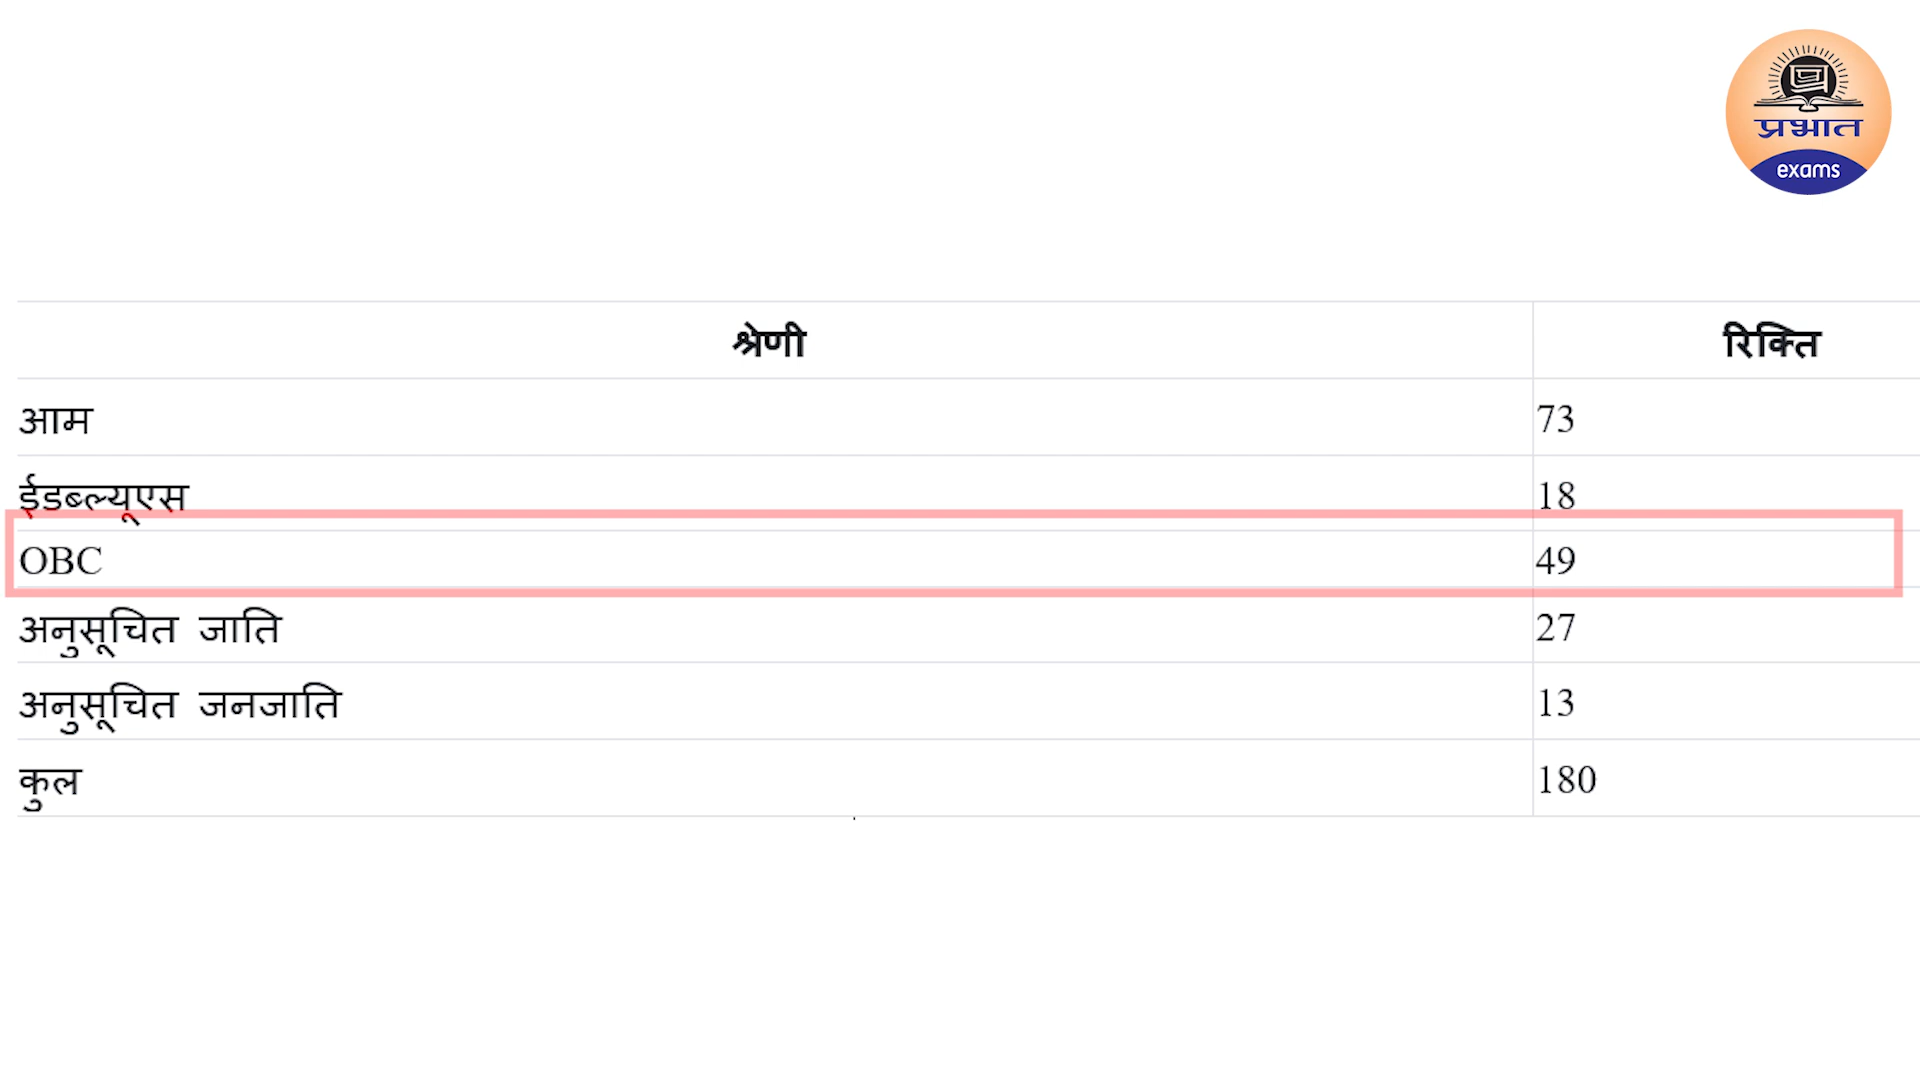 प्रभात
exams
श्रेणी रिक्ति
आम 73
ईडब्ल्यूएस 18
OBC 49
अनुसूचित जाति 27
अनुसूचित जनजाति 13
कुल 180